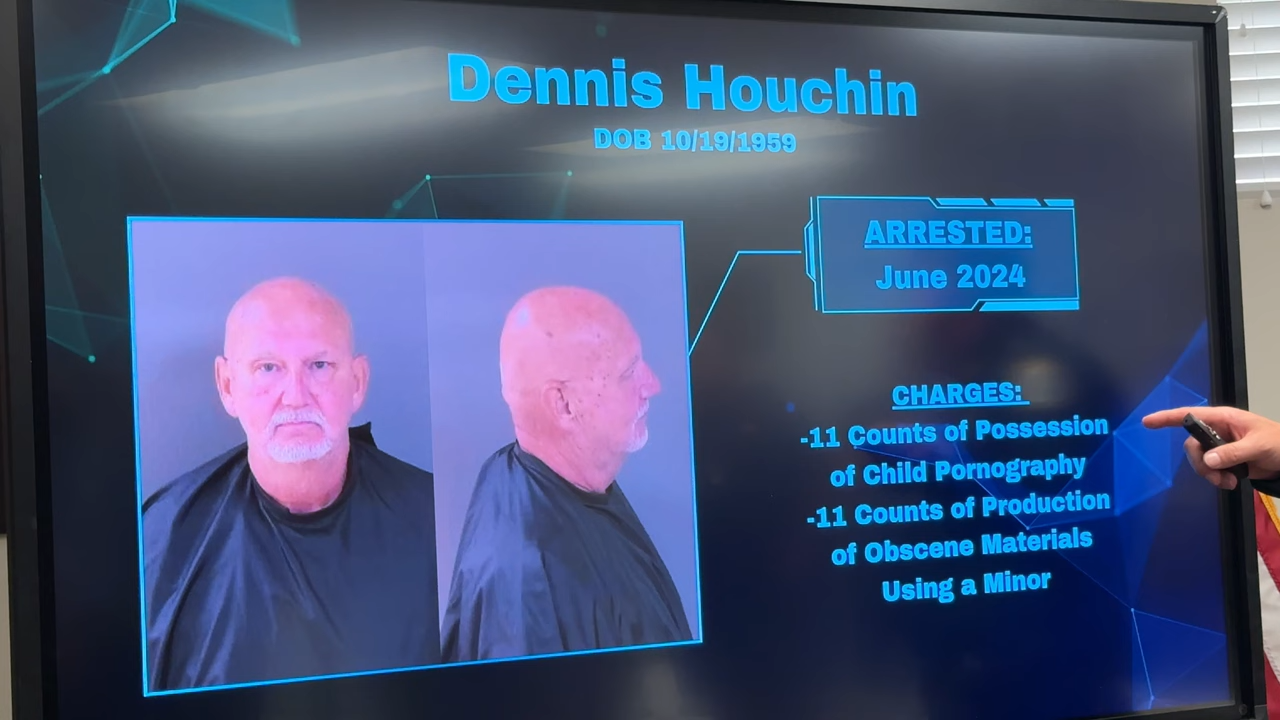 Dennis Houchin
DOB 10/19/1959
ARRESTED:
June 2024
CHARGES:
-11 Counts of Possession
of Child Pornography
-11 Counts of Production
of Obscene Materials
Using a Minor